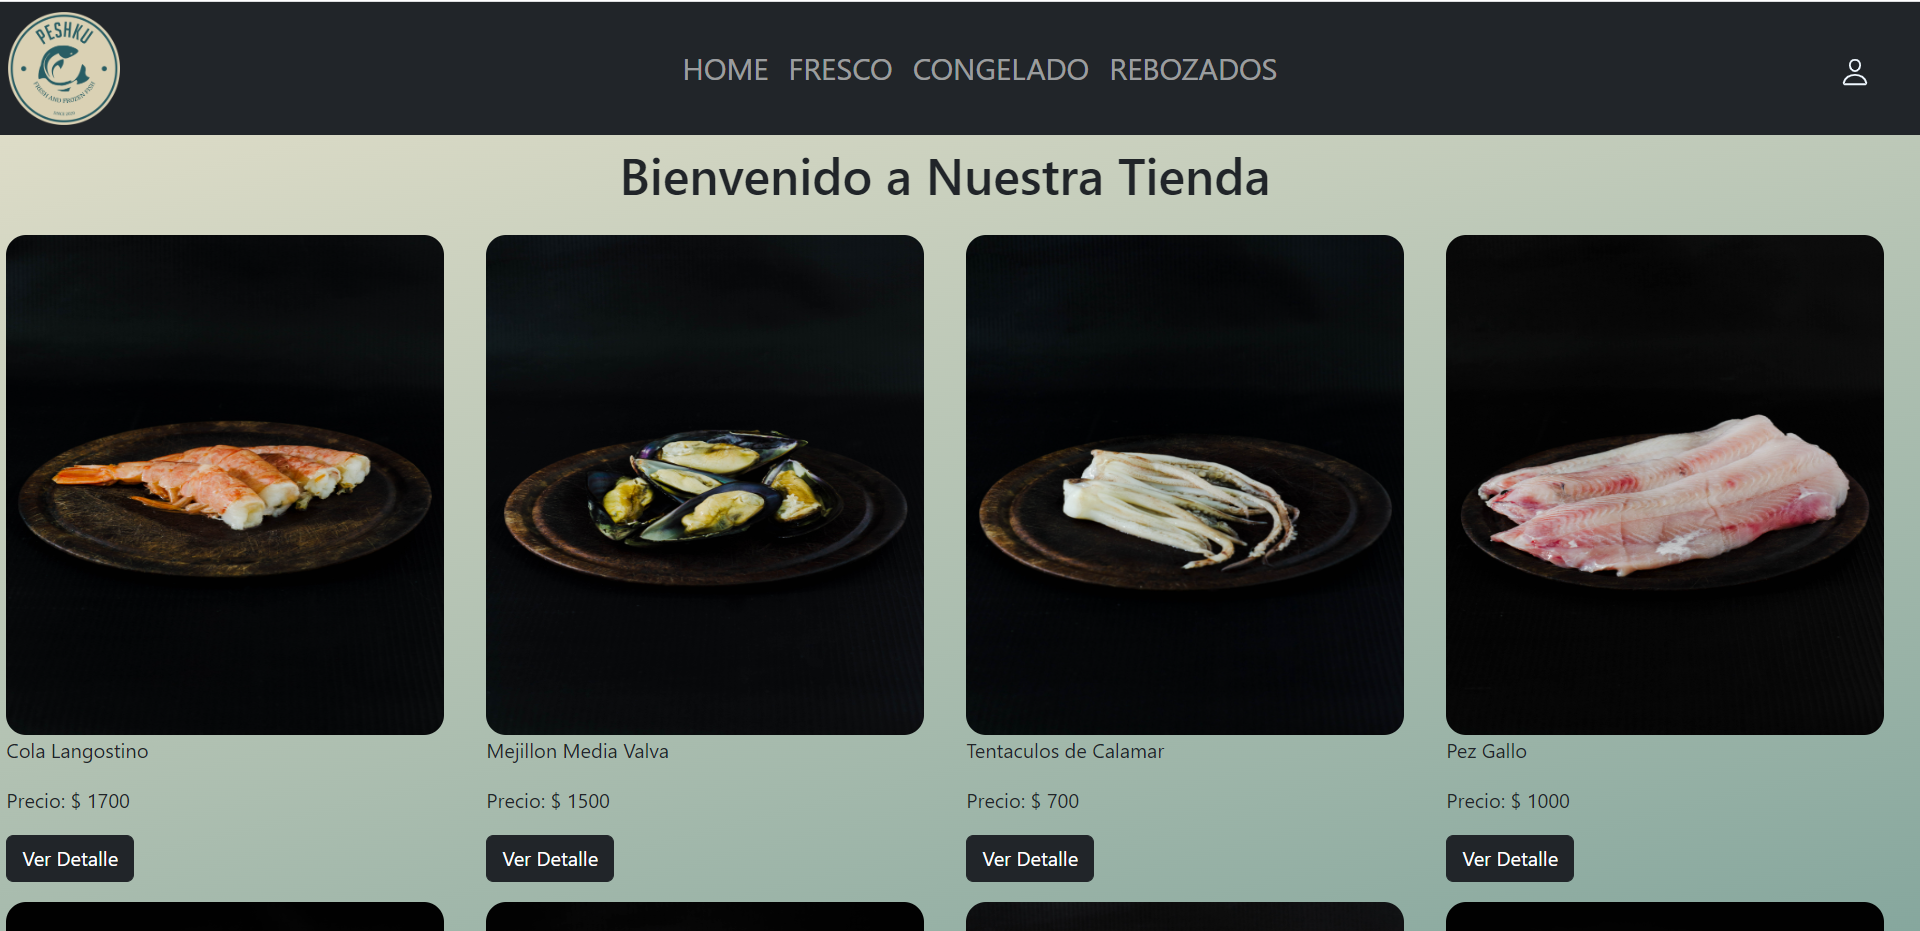 PESHKU
FRESH AND FROZEN FISH
HOME FRESCO CONGELADO REBOZADOS
Bienvenido a Nuestra Tienda
Cola Langostino
Mejillon Media Valva
Tentaculos de Calamar
Pez Gallo
Precio: $ 1700
Precio: $ 1500
Precio: $ 700
Precio: $ 1000
Ver Detalle
Ver Detalle
Ver Detalle
Ver Detalle